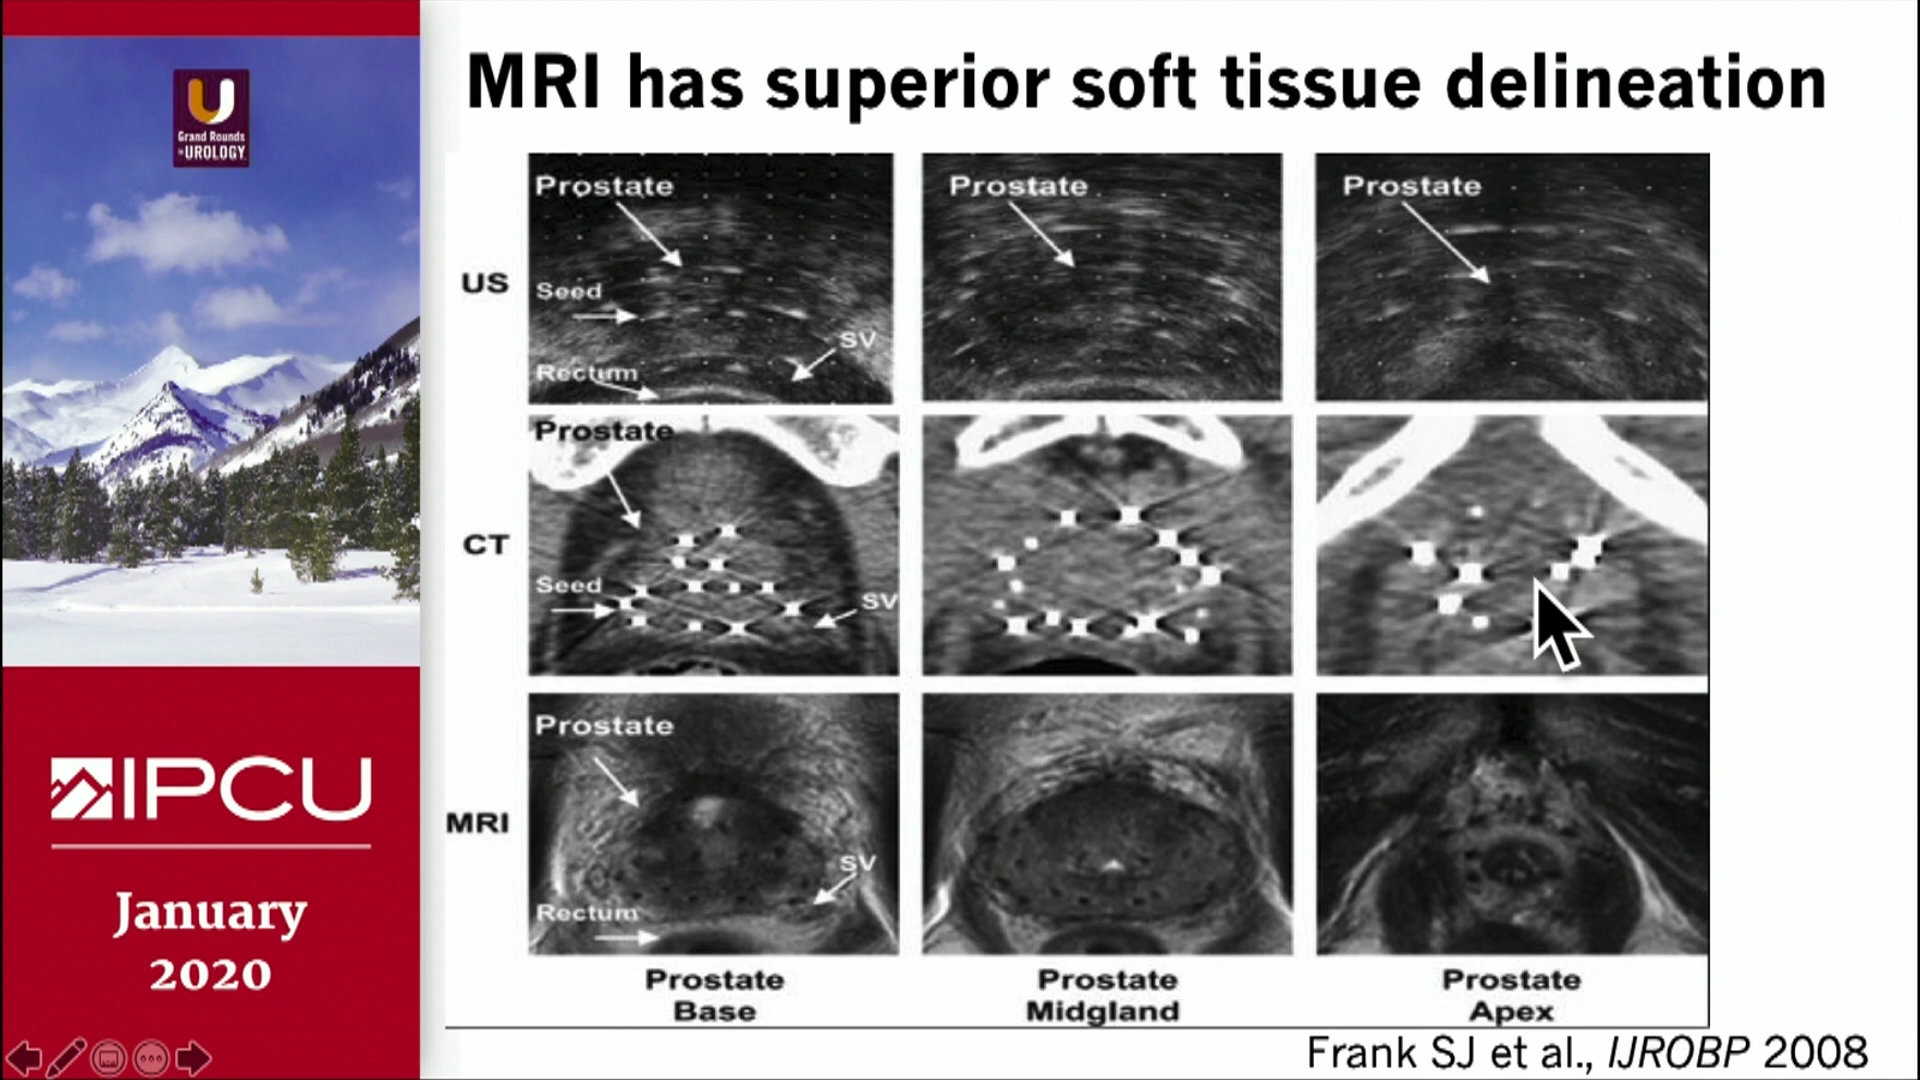 MRI has superior soft tissue delineation
Grand Rounds
in UROLOGY
IPCU
January
2020
US
Prostate
Seed
SV
Rectum
Prostate
Prostate
CT
Prostate
Seed
SV
MRI
Prostate
SV
Rectum
Prostate
Base
Prostate
Midgland
Prostate
Apex
Frank SJ et al., IJROBP 2008